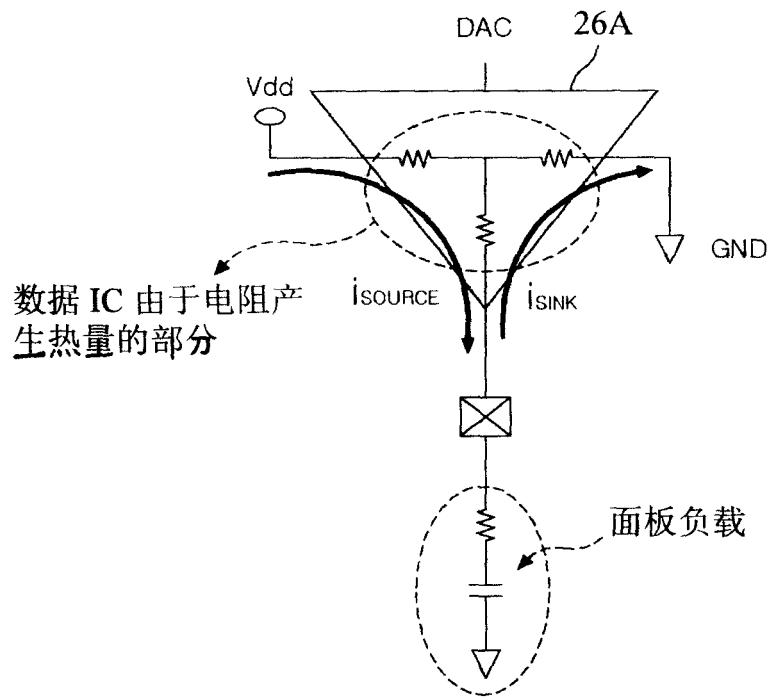 DAC
26A
Vdd
GND
iSOURCE
iSINK
数据 IC 由于电阻产
生热量的部分
面板负载